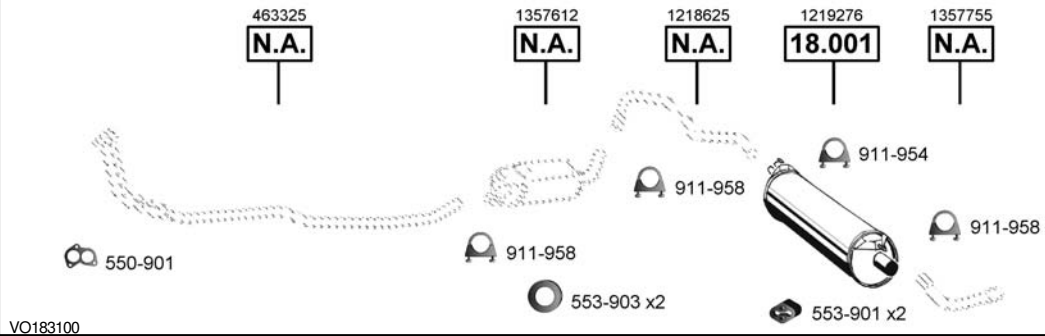 463325 1357612 1218625 1219276 1357755
N.A. N.A. N.A. 18.001 N.A.
911-954
911-958
911-958
911-958
550-901
553-903 x2
553-901 x2
VO183100